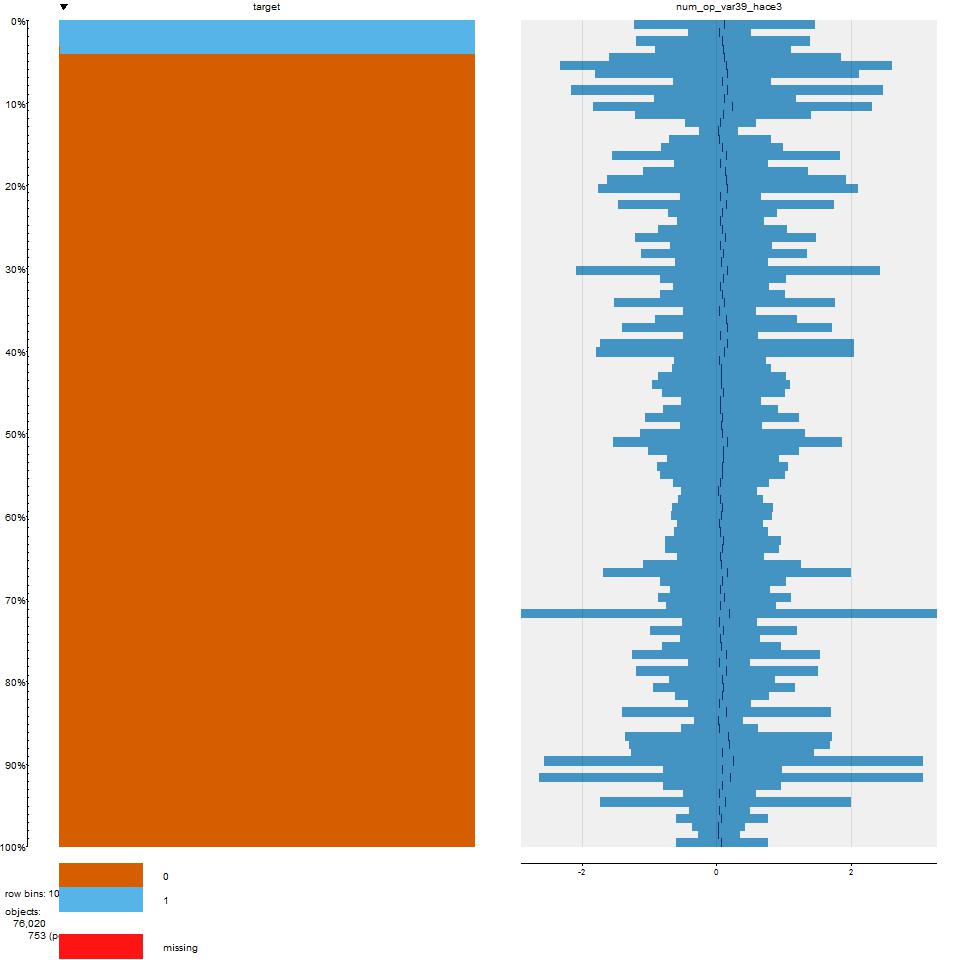 target
num_op_var39_hace3
0%
10%
20%
30%
40%
50%
60%
70%
80%
90%
100%
-2
0
2
0
row bins: 10
1
objects:
76,020
753 (p
missing